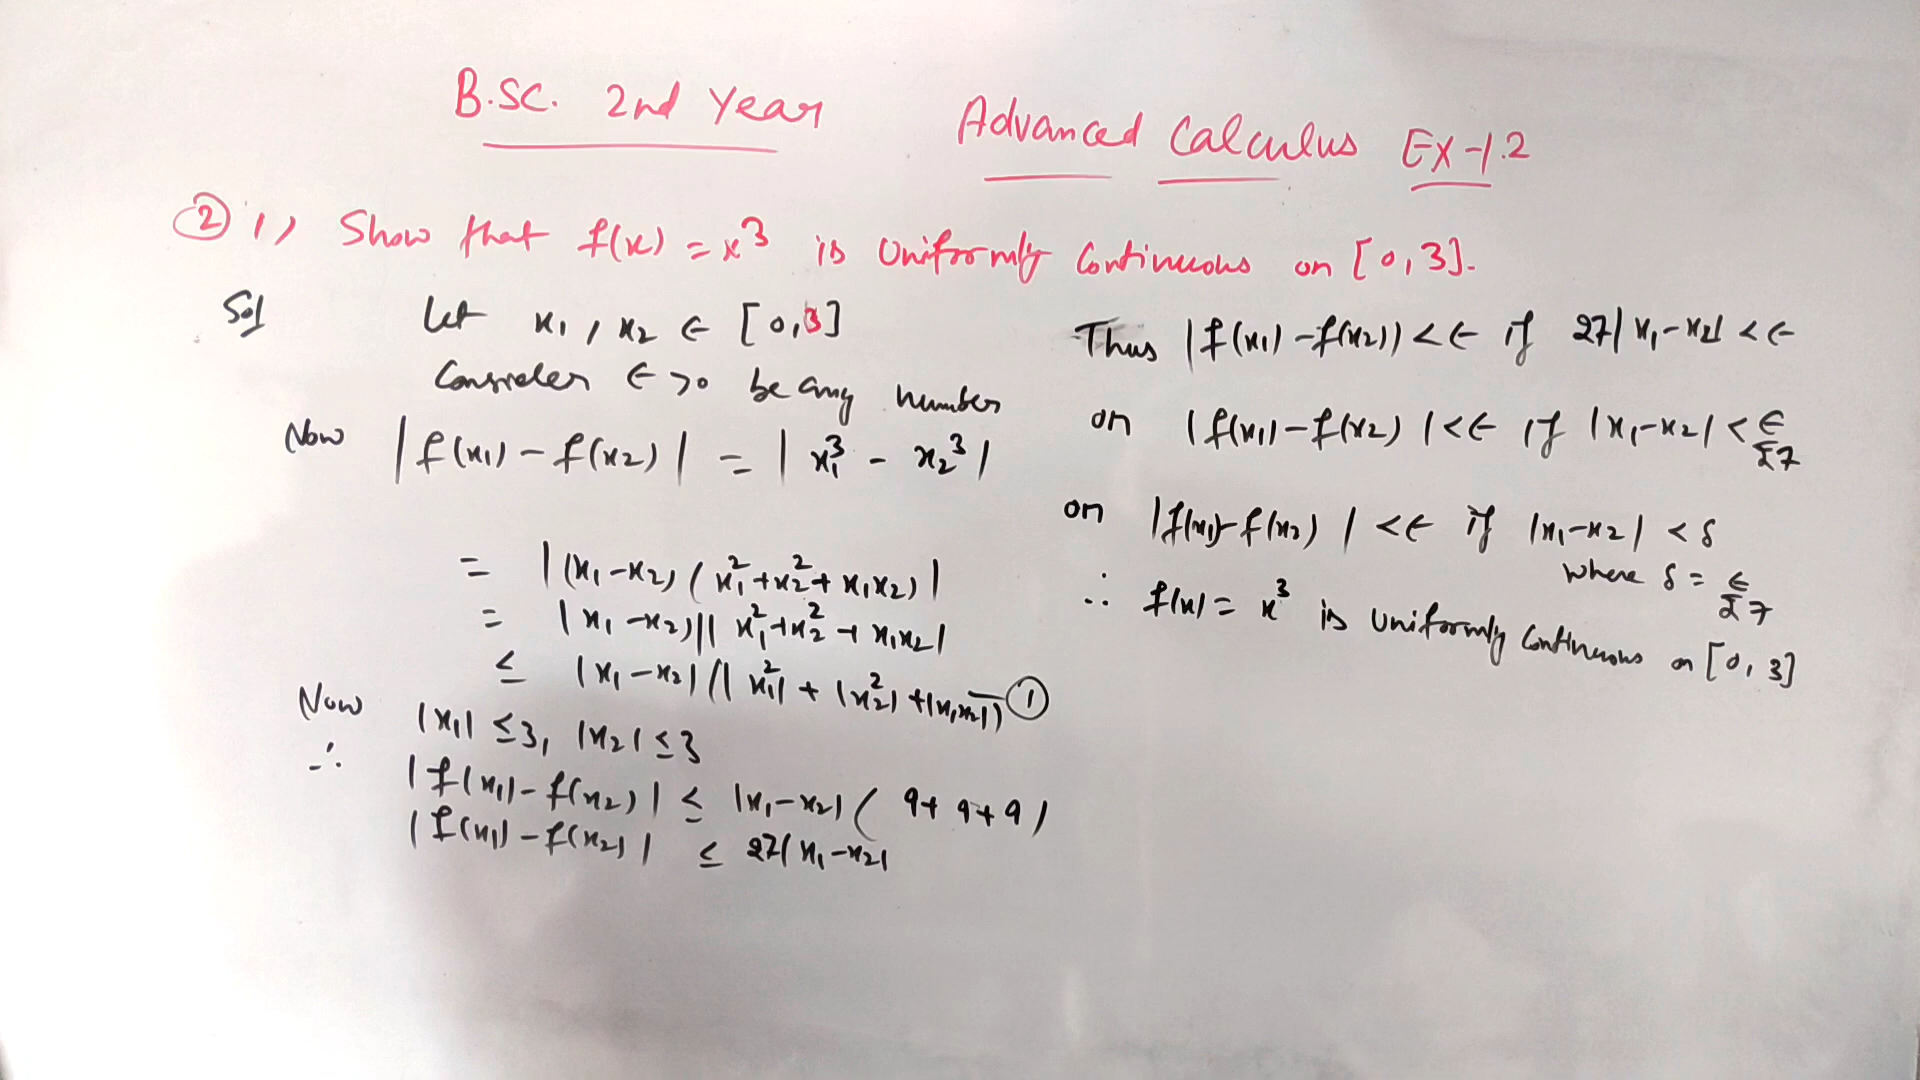 B.SC. 2nd Year Advanced Calculus EX-1.2
② i) Show that f(x) = x³ is Uniformly Continuous on [0,3].
Sol Let x₁, x₂ ∈ [0,3]
Consider ϵ >0 be any number
Now |f(x₁) - f(x₂)| = |x₁³ - x₂³|
= |(x₁-x₂)(x₁²+x₂²+x₁x₂)|
= |x₁-x₂||x₁²+x₂²+x₁x₂|
≤ |x₁-x₂|(|x₁²|+|x₂²|+|x₁x₂|) —①
Now |x₁| ≤3, |x₂| ≤3
∴ |f(x₁)-f(x₂)| ≤ |x₁-x₂|(9+9+9)
|f(x₁)-f(x₂)| ≤ 27|x₁-x₂|
Thus |f(x₁)-f(x₂)|<ϵ if 27|x₁-x₂|<ϵ
or |f(x₁)-f(x₂)|<ϵ if |x₁-x₂|<ϵ/27
or |f(x₁)-f(x₂)|<ϵ if |x₁-x₂|<δ
where δ = ϵ/27
∴ f(x) = x³ is Uniformly Continuous on [0,3]